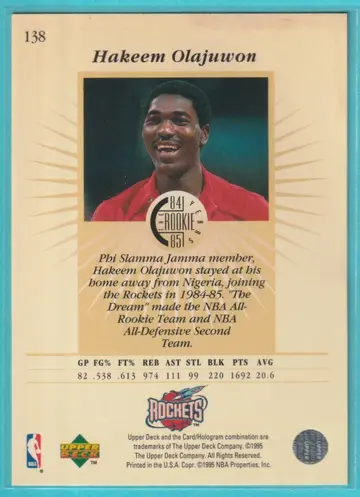 138
Hakeem Olajuwon
84
ROOKIE
YEARS
85
Phi Slamma Jamma member,
Hakeem Olajuwon stayed at his
home away from Nigeria, joining
the Rockets in 1984-85. "The
Dream" made the NBA All-
Rookie Team and NBA
All-Defensive Second
Team.
GP FG% FT% REB AST STL BLK PTS AVG
82 .538 .613 974 111 99 220 1692 20.6
ROCKETS
TM
NBA
UPPER
DECK
TM
Upper Deck and the Card/Hologram combination are
trademarks of The Upper Deck Company. ©1995
The Upper Deck Company. All Rights Reserved.
Printed in the U.S.A. Copr. ©1995 NBA Properties, Inc.